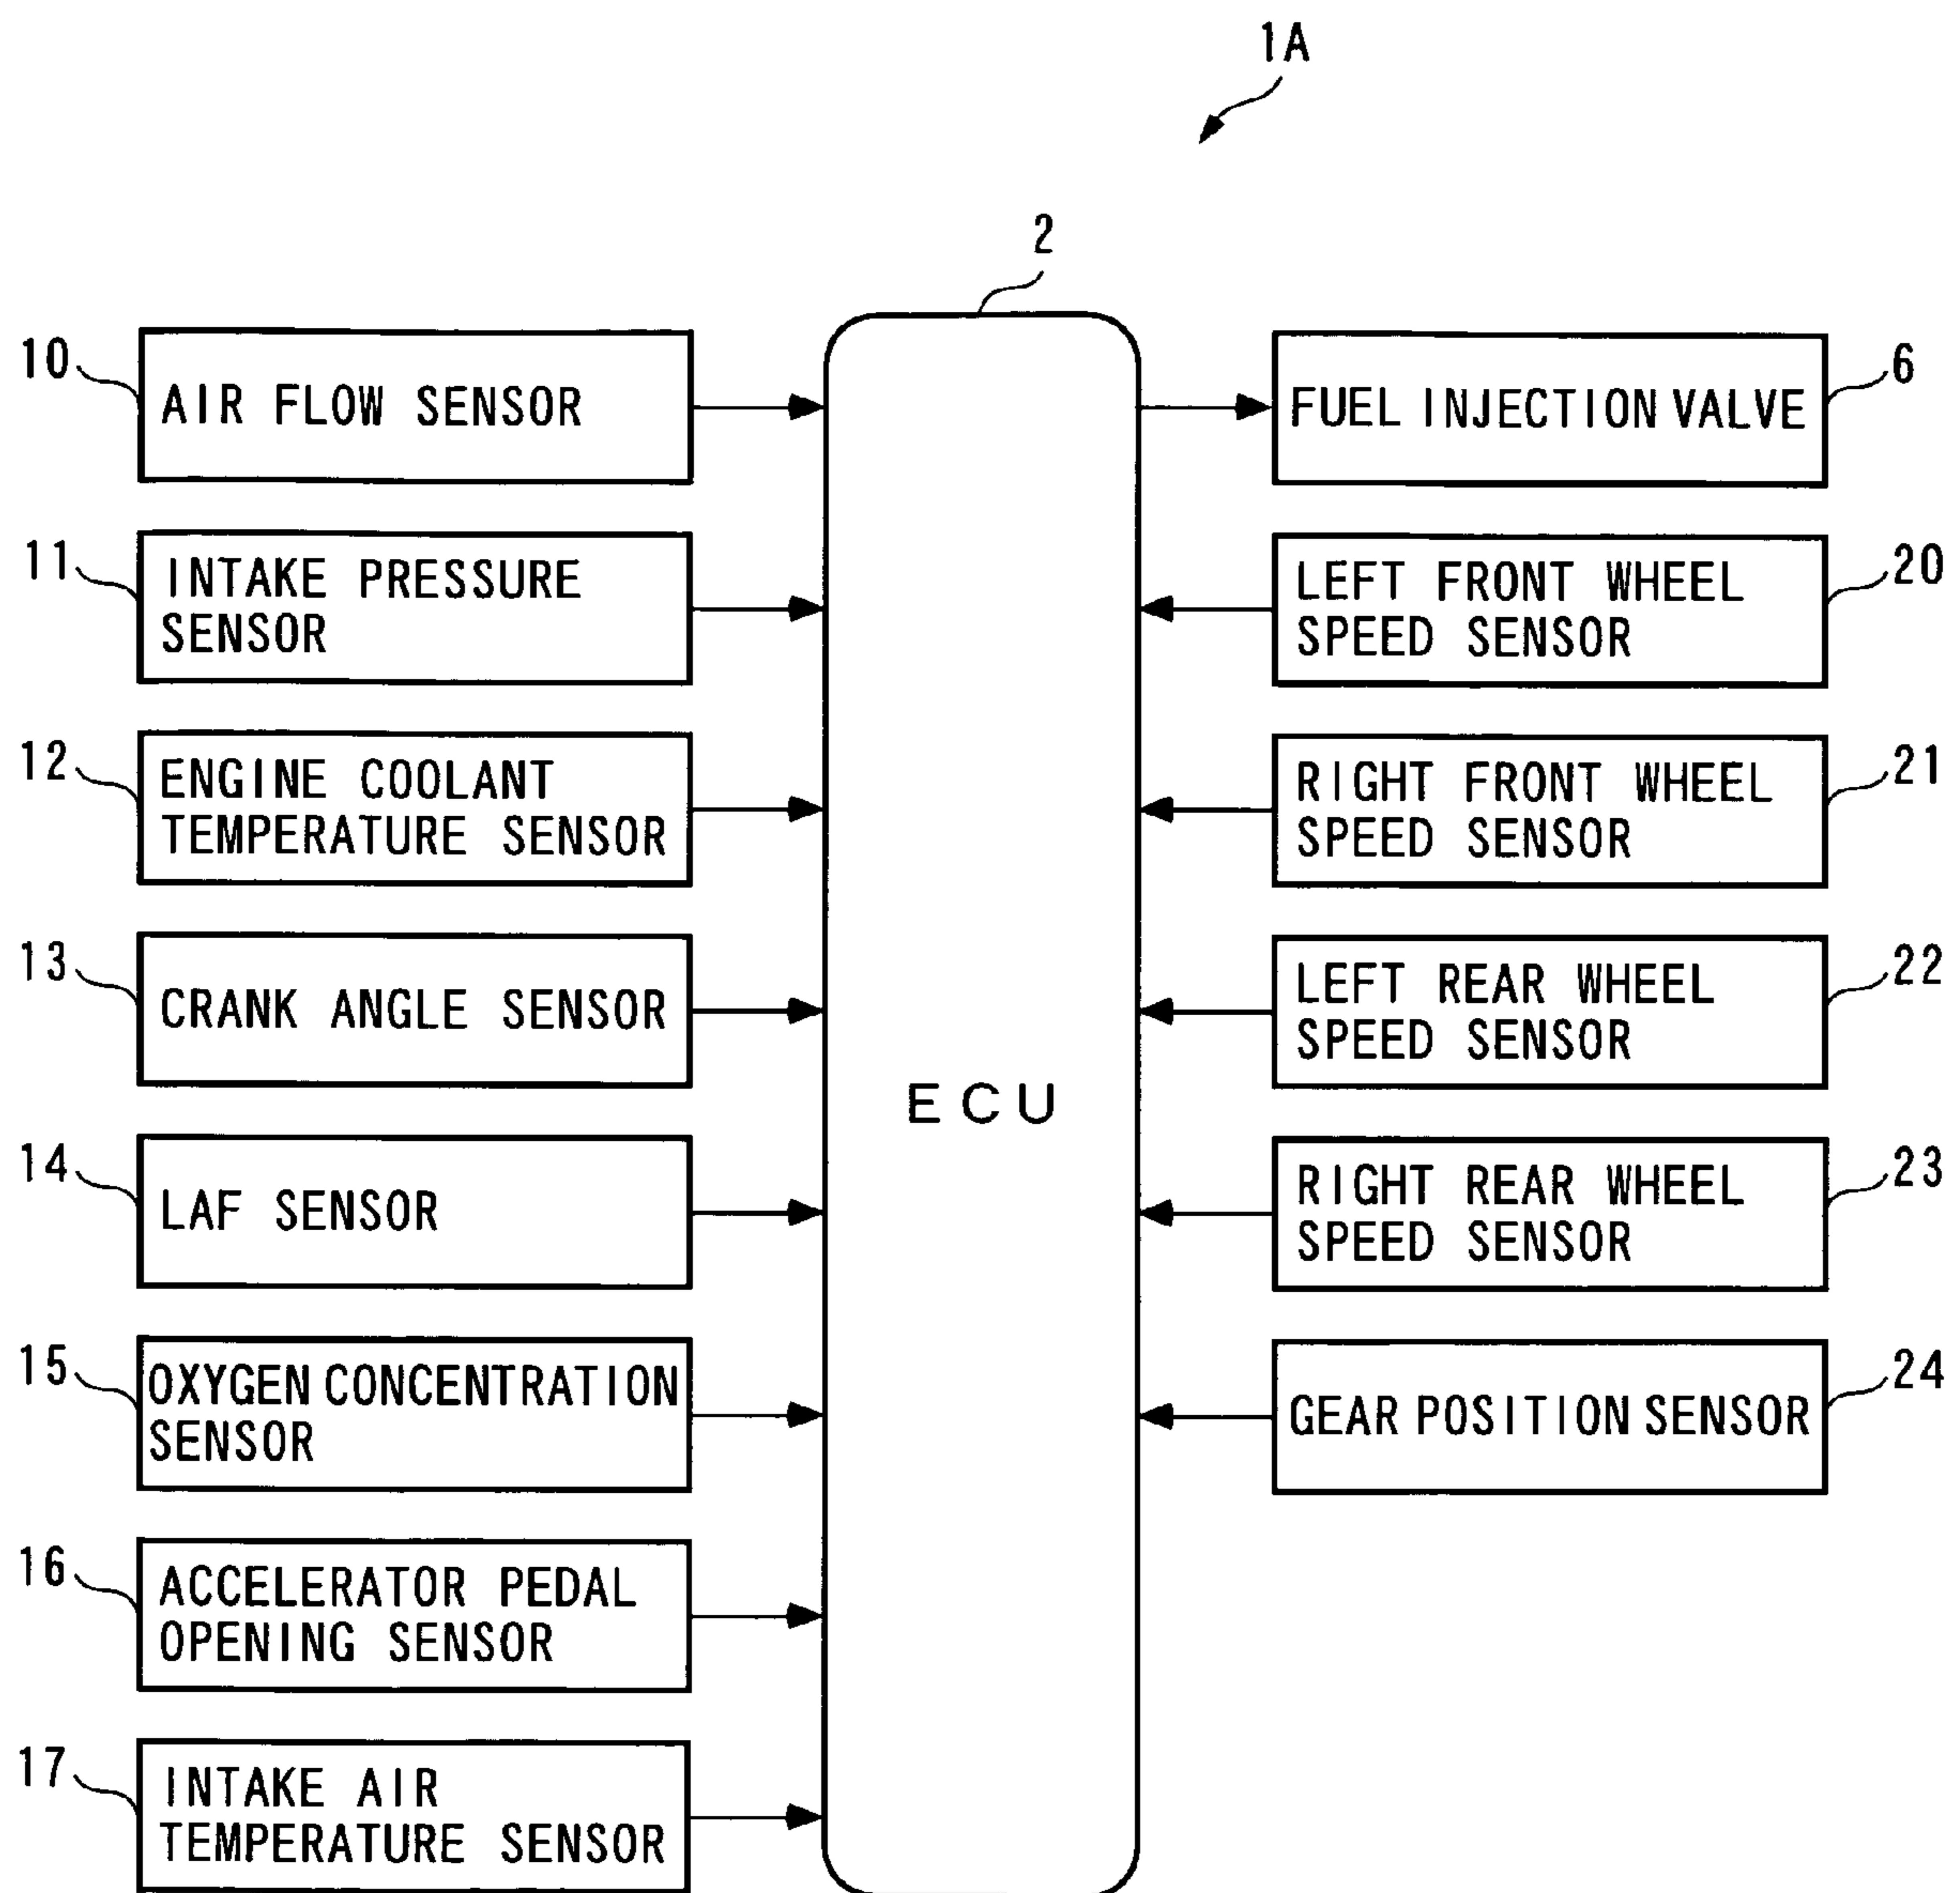 1A
2
10
AIR FLOW SENSOR
11
INTAKE PRESSURE
SENSOR
12
ENGINE COOLANT
TEMPERATURE SENSOR
13
CRANK ANGLE SENSOR
14
LAF SENSOR
15
OXYGEN CONCENTRATION
SENSOR
16
ACCELERATOR PEDAL
OPENING SENSOR
17
INTAKE AIR
TEMPERATURE SENSOR
ECU
6
FUEL INJECTION VALVE
20
LEFT FRONT WHEEL
SPEED SENSOR
21
RIGHT FRONT WHEEL
SPEED SENSOR
22
LEFT REAR WHEEL
SPEED SENSOR
23
RIGHT REAR WHEEL
SPEED SENSOR
24
GEAR POSITION SENSOR